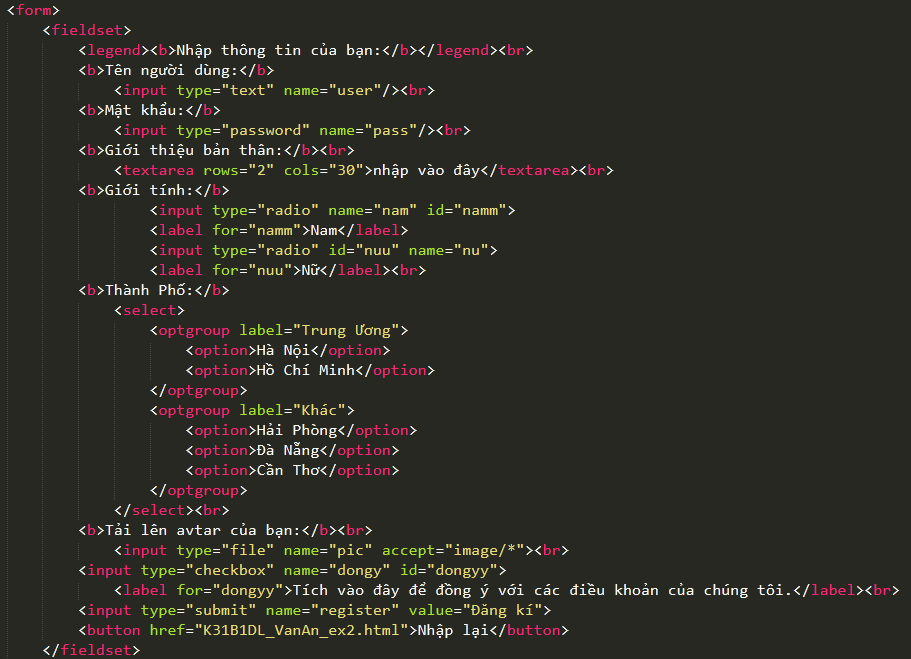 <form>
<fieldset>
<legend><b>Nhập thông tin của bạn:</b></legend><br>
<b>Tên người dùng:</b>
<input type="text" name="user"/><br>
<b>Mật khẩu:</b>
<input type="password" name="pass"/><br>
<b>Giới thiệu bản thân:</b><br>
<textarea rows="2" cols="30">nhập vào đây</textarea><br>
<b>Giới tính:</b>
<input type="radio" name="nam" id="namm">
<label for="namm">Nam</label>
<input type="radio" id="nuu" name="nu">
<label for="nuu">Nữ</label><br>
<b>Thành Phố:</b>
<select>
<optgroup label="Trung Ương">
<option>Hà Nội</option>
<option>Hồ Chí Minh</option>
</optgroup>
<optgroup label="Khác">
<option>Hải Phòng</option>
<option>Đà Nẵng</option>
<option>Cần Thơ</option>
</optgroup>
</select><br>
<b>Tải lên avtar của bạn:</b><br>
<input type="file" name="pic" accept="image/*"><br>
<input type="checkbox" name="dongy" id="dongyy">
<label for="dongyy">Tích vào đây để đồng ý với các điều khoản của chúng tôi.</label><br>
<input type="submit" name="register" value="Đăng kí">
<button href="K31B1DL_VanAn_ex2.html">Nhập lại</button>
</fieldset>